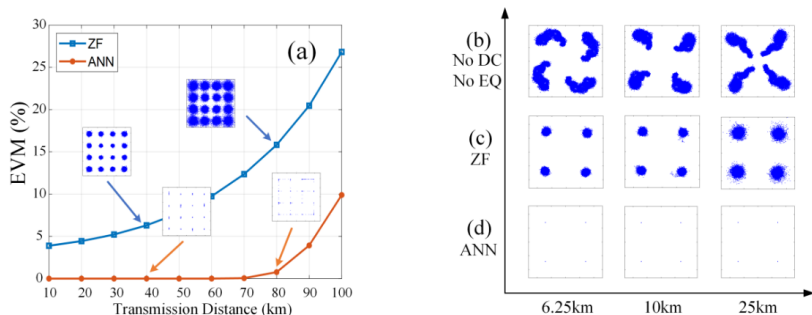 30
25
20
15
10
5
0
EVM (%)
ZF
ANN
(a)
10 20 30 40 50 60 70 80 90 100
Transmission Distance (km)
(b)
No DC
No EQ
(c)
ZF
(d)
ANN
6.25km 10km 25km